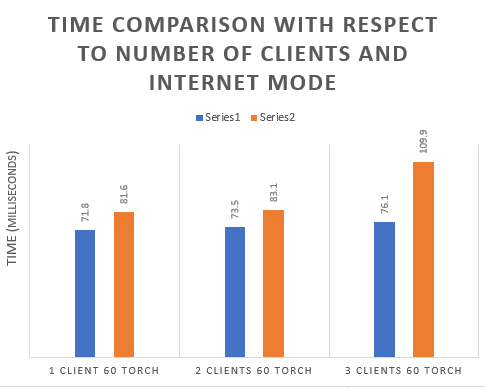 TIME COMPARISON WITH RESPECT
TO NUMBER OF CLIENTS AND
INTERNET MODE
Series1 Series2
TIME (MILLISECONDS)
71.8
81.6
73.5
83.1
76.1
109.9
1 CLIENT 60 TORCH
2 CLIENTS 60 TORCH
3 CLIENTS 60 TORCH